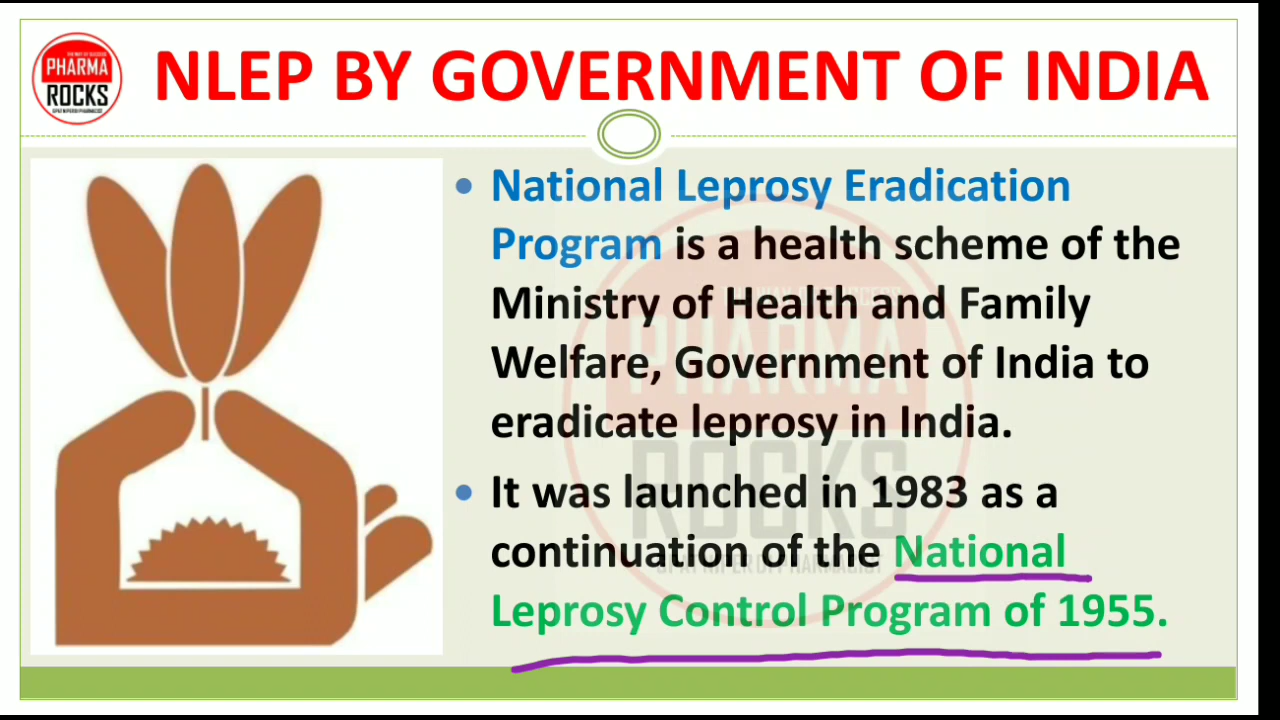 PHARMA
ROCKS
NLEP BY GOVERNMENT OF INDIA
• National Leprosy Eradication
Program is a health scheme of the
Ministry of Health and Family
Welfare, Government of India to
eradicate leprosy in India.
• It was launched in 1983 as a
continuation of the National
Leprosy Control Program of 1955.
PHARMA
ROCKS